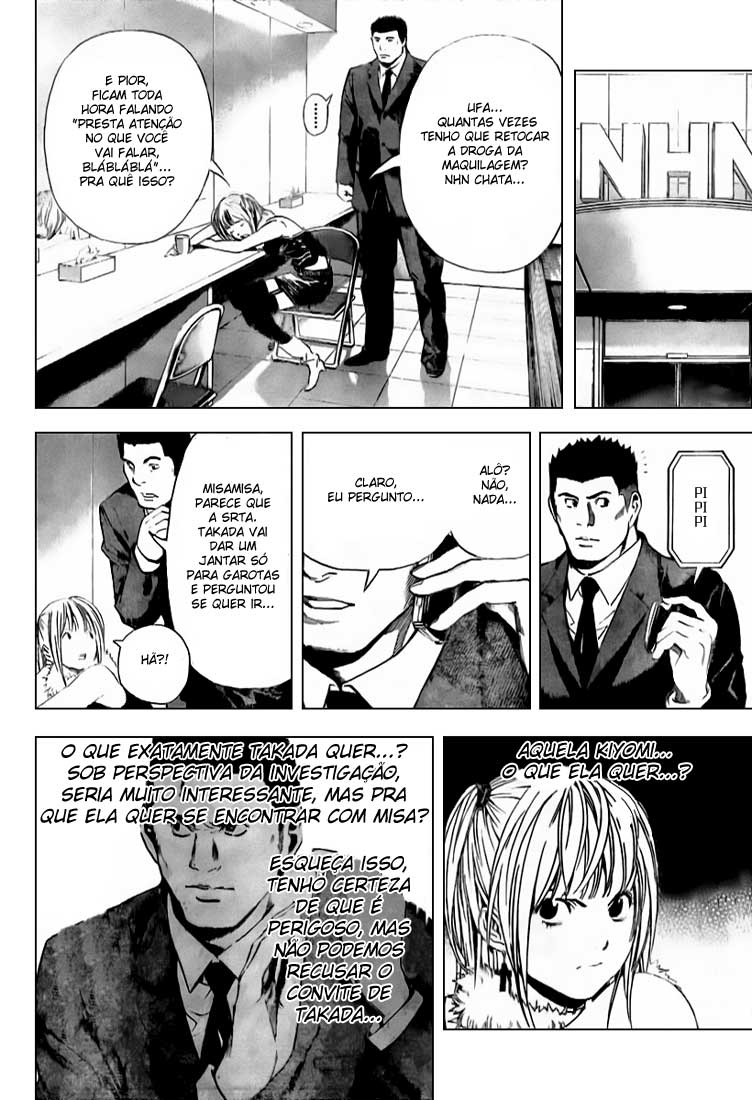 NHN
UFA...
QUANTAS VEZES
TENHO QUE RETOCAR
A DROGA DA
MAQUILAGEM?
NHN CHATA...
......
E PIOR,
FICAM TODA
HORA FALANDO
"PRESTA ATENÇÃO
NO QUE VOCÊ
VAI FALAR,
BLÁBLÁBLÁ"...
PRA QUÊ ISSO?
PI
PI
PI
ALÔ?
NÃO,
NADA...
CLARO,
EU PERGUNTO...
MISAMISA,
PARECE QUE
A SRTA.
TAKADA VAI
DAR UM
JANTAR SÓ
PARA GAROTAS
E PERGUNTOU
SE QUER IR...
HÃ?!
AQUELA KIYOMI...
O QUE ELA QUER...?
O QUE EXATAMENTE TAKADA QUER...?
SOB PERSPECTIVA DA INVESTIGAÇÃO,
SERIA MUITO INTERESSANTE, MAS PRA
QUE ELA QUER SE ENCONTRAR COM MISA?
ESQUEÇA ISSO,
TENHO CERTEZA
DE QUE É
PERIGOSO, MAS
NÃO PODEMOS
RECUSAR O
CONVITE DE
TAKADA...